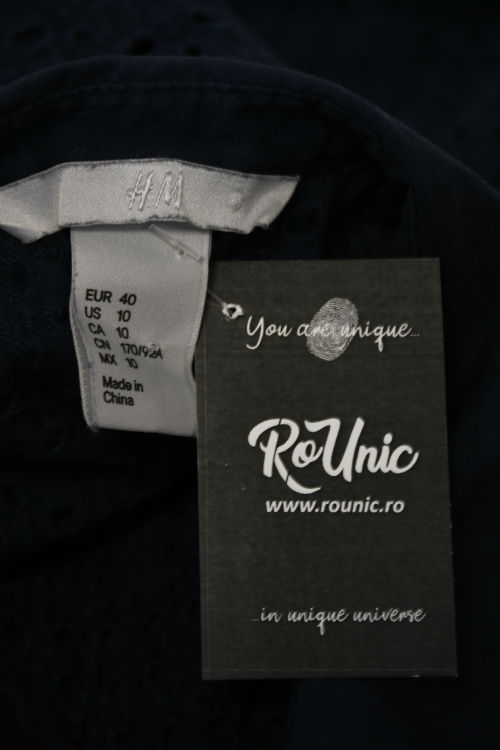 H&M
EUR 40
US 10
CA 10
CN 170/92A
MX 10
Made in
China
You are unique...
RoUnic
www.rounic.ro
...in unique universe